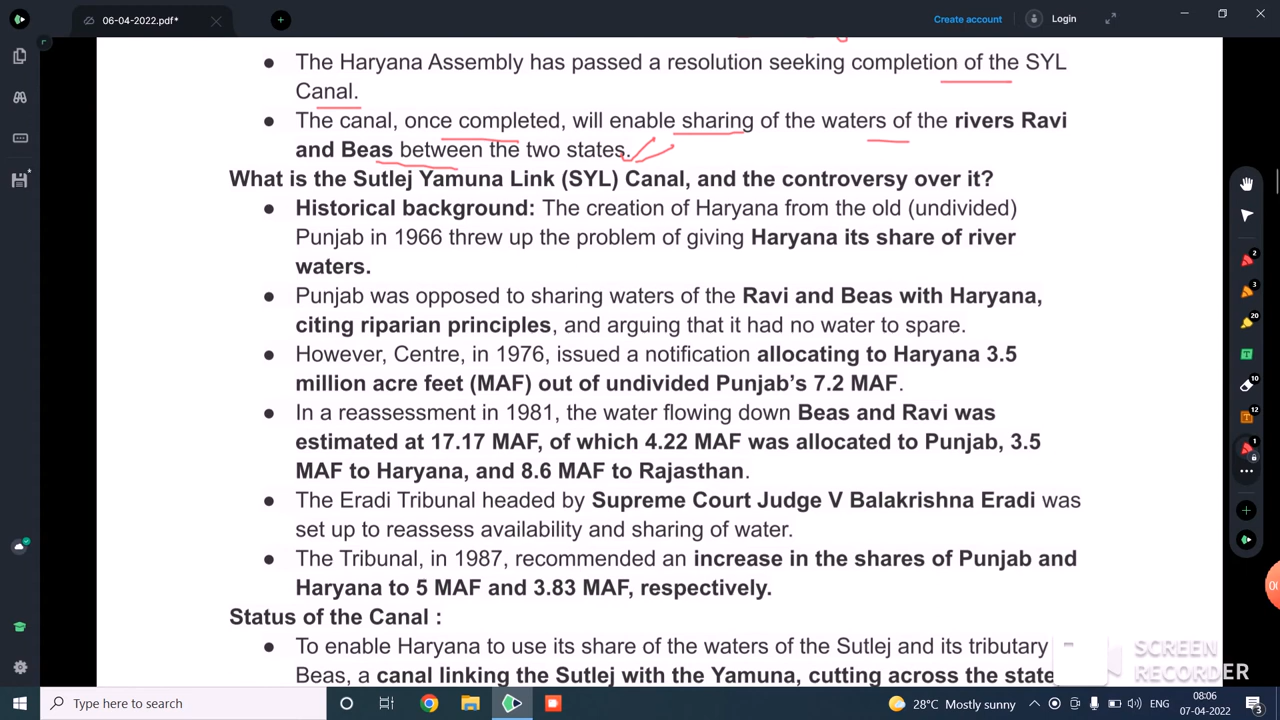 06-04-2022.pdf*
Create account
Login
● The Haryana Assembly has passed a resolution seeking completion of the SYL
Canal.
● The canal, once completed, will enable sharing of the waters of the rivers Ravi
and Beas between the two states.
What is the Sutlej Yamuna Link (SYL) Canal, and the controversy over it?
● Historical background: The creation of Haryana from the old (undivided)
Punjab in 1966 threw up the problem of giving Haryana its share of river
waters.
● Punjab was opposed to sharing waters of the Ravi and Beas with Haryana,
citing riparian principles, and arguing that it had no water to spare.
● However, Centre, in 1976, issued a notification allocating to Haryana 3.5
million acre feet (MAF) out of undivided Punjab's 7.2 MAF.
● In a reassessment in 1981, the water flowing down Beas and Ravi was
estimated at 17.17 MAF, of which 4.22 MAF was allocated to Punjab, 3.5
MAF to Haryana, and 8.6 MAF to Rajasthan.
● The Eradi Tribunal headed by Supreme Court Judge V Balakrishna Eradi was
set up to reassess availability and sharing of water.
● The Tribunal, in 1987, recommended an increase in the shares of Punjab and
Haryana to 5 MAF and 3.83 MAF, respectively.
Status of the Canal :
● To enable Haryana to use its share of the waters of the Sutlej and its tributary
Beas, a canal linking the Sutlej with the Yamuna, cutting across the state
2
3
20
10
12
1
SCREEN
RECORDER
Type here to search
28°C Mostly sunny
ENG
08:06
07-04-2022
3